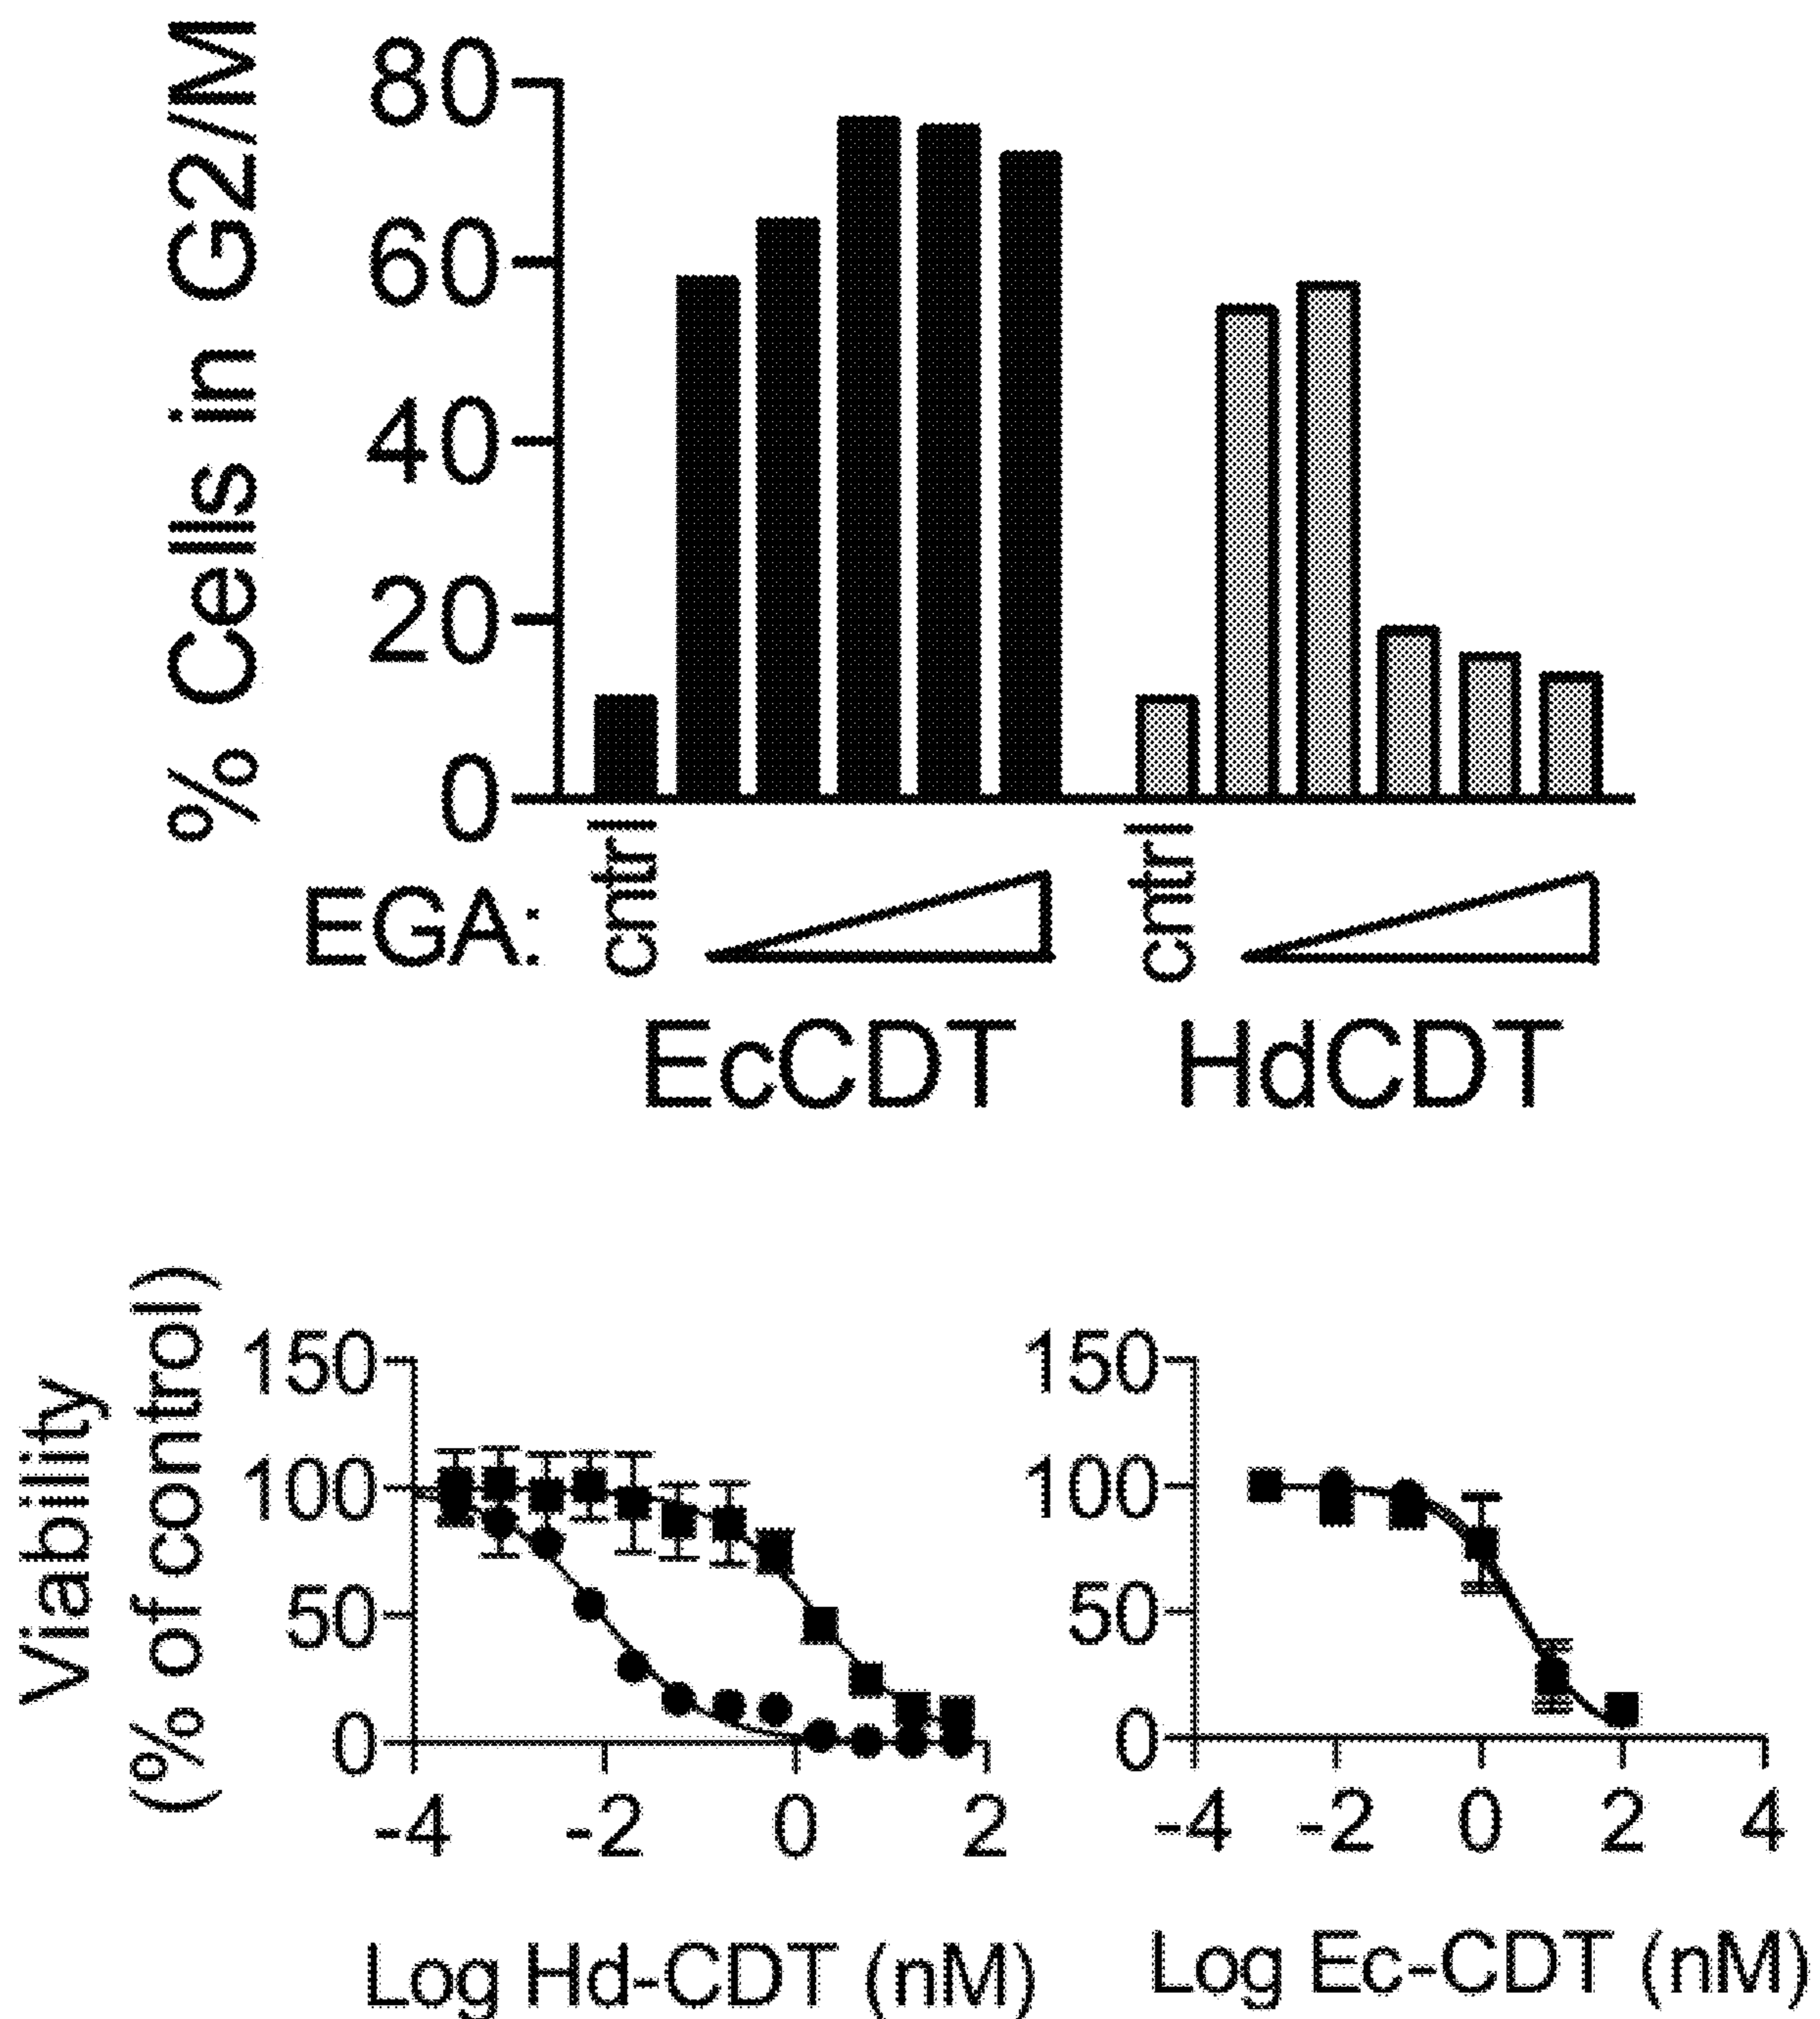 % Cells in G2/M
80
60
40
20
0
EGA: cntrl cntrl
EcCDT HdCDT
Viability
(% of control)
150
100
50
0
-4 -2 0 2
Log Hd-CDT (nM)
150
100
50
0
-4 -2 0 2 4
Log Ec-CDT (nM)